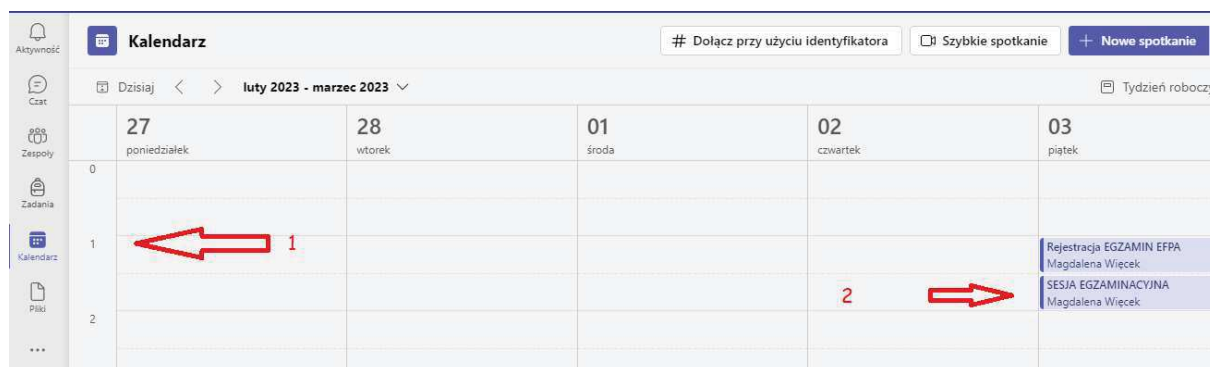 Aktywność
Czat
Zespoły
Zadania
Kalendarz
Pliki
Kalendarz
# Dołącz przy użyciu identyfikatora
Szybkie spotkanie
+ Nowe spotkanie
Dzisiaj
luty 2023 - marzec 2023
Tydzień roboczy
27
poniedziałek
28
wtorek
01
środa
02
czwartek
03
piątek
0
1
1
2
Rejestracja EGZAMIN EFPA
Magdalena Więcek
SESJA EGZAMINACYJNA
Magdalena Więcek
2